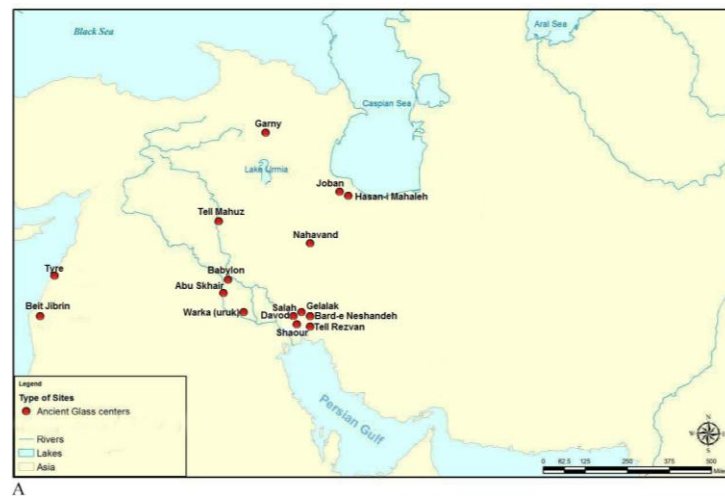 Black Sea
Aral Sea
Caspian Sea
Garny
Lake Urmia
Joban
Hasan-i Mahaleh
Tell Mahuz
Nahavand
Tyre
Babylon
Abu Skhair
Beit Jibrin
Warka (uruk)
Salah
Davod
Gelalak
Bard-e Neshandeh
Tell Rezvan
Shaour
Persian Gulf
Legend
Type of Sites
Ancient Glass centers
Rivers
Lakes
Asia
N
W E
S
0 62.5 125 250 375 500
Miles
A